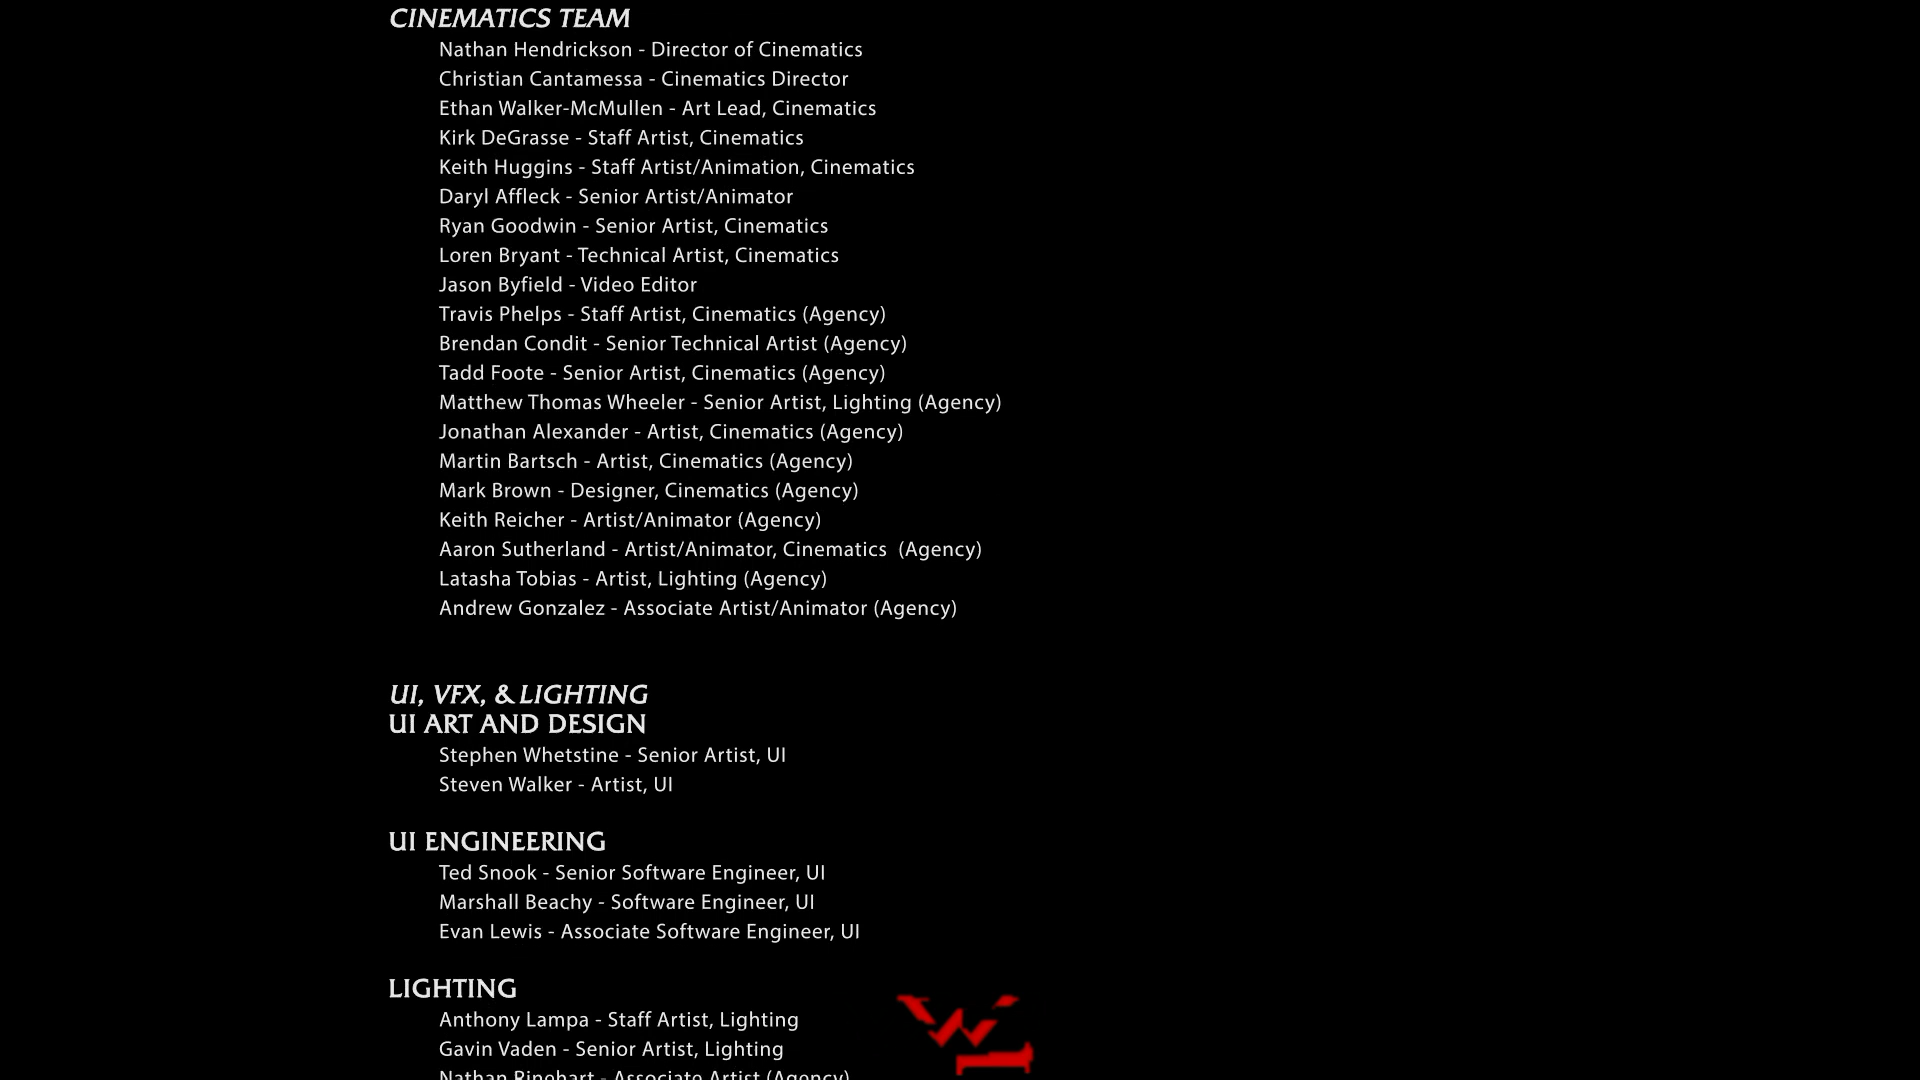 CINEMATICS TEAM
Nathan Hendrickson - Director of Cinematics
Christian Cantamessa - Cinematics Director
Ethan Walker-McMullen - Art Lead, Cinematics
Kirk DeGrasse - Staff Artist, Cinematics
Keith Huggins - Staff Artist/Animation, Cinematics
Daryl Affleck - Senior Artist/Animator
Ryan Goodwin - Senior Artist, Cinematics
Loren Bryant - Technical Artist, Cinematics
Jason Byfield - Video Editor
Travis Phelps - Staff Artist, Cinematics (Agency)
Brendan Condit - Senior Technical Artist (Agency)
Tadd Foote - Senior Artist, Cinematics (Agency)
Matthew Thomas Wheeler - Senior Artist, Lighting (Agency)
Jonathan Alexander - Artist, Cinematics (Agency)
Martin Bartsch - Artist, Cinematics (Agency)
Mark Brown - Designer, Cinematics (Agency)
Keith Reicher - Artist/Animator (Agency)
Aaron Sutherland - Artist/Animator, Cinematics  (Agency)
Latasha Tobias - Artist, Lighting (Agency)
Andrew Gonzalez - Associate Artist/Animator (Agency)
UI, VFX, & LIGHTING
UI ART AND DESIGN
Stephen Whetstine - Senior Artist, UI
Steven Walker - Artist, UI
UI ENGINEERING
Ted Snook - Senior Software Engineer, UI
Marshall Beachy - Software Engineer, UI
Evan Lewis - Associate Software Engineer, UI
LIGHTING
Anthony Lampa - Staff Artist, Lighting
Gavin Vaden - Senior Artist, Lighting
Nathan Rinehart - Associate Artist (Agency)